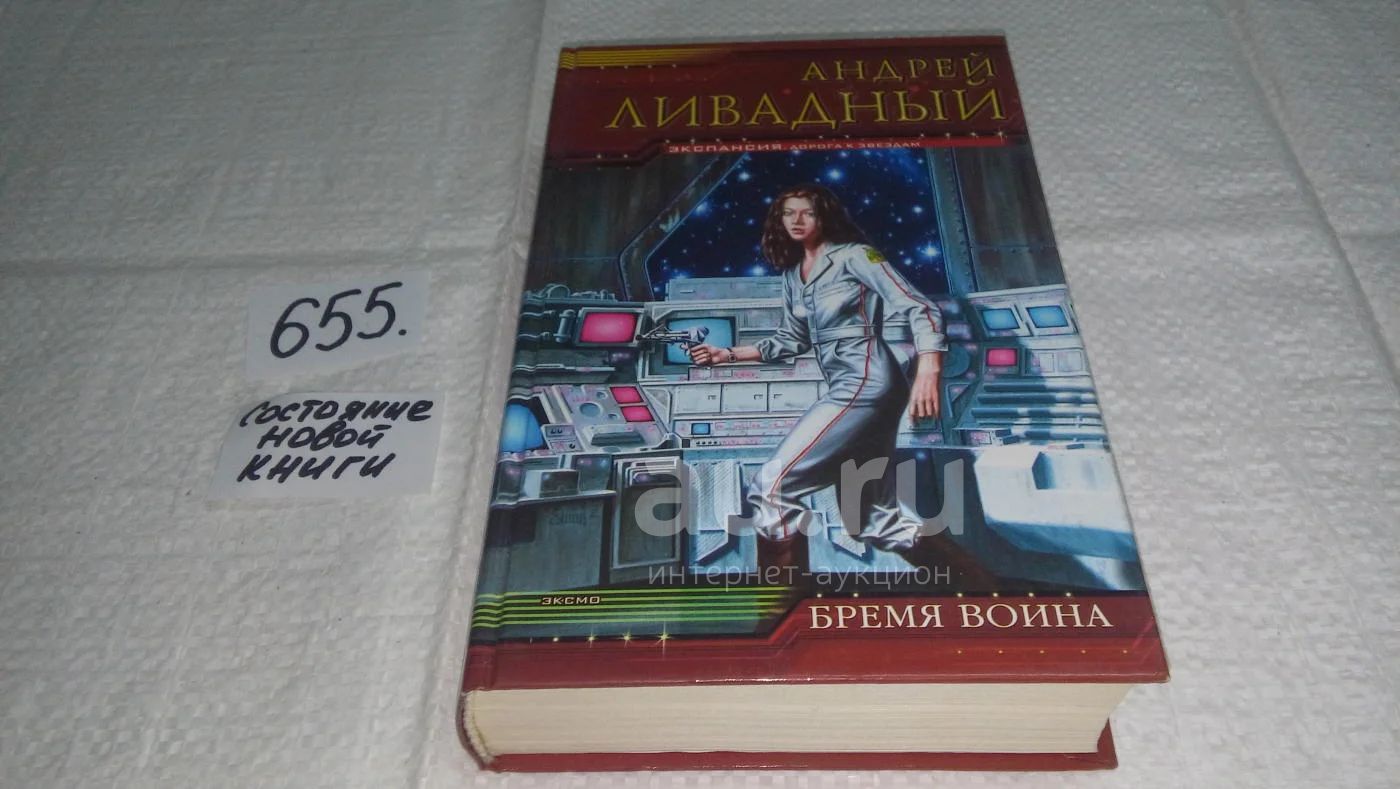 АНДРЕЙ
ЛИВАДНЫЙ
ЭКСПАНСИЯ. ДОРОГА К ЗВЕЗДАМ
655.
состояние
новой
книги
au.ru
интернет-аукцион
ЭКСМО
БРЕМЯ ВОИНА